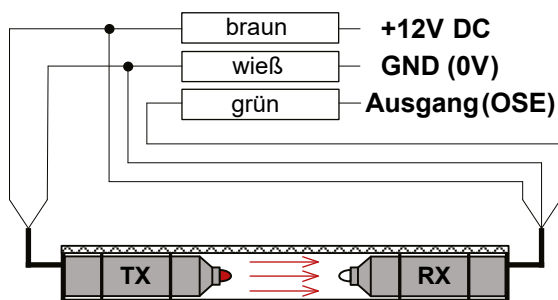 braun +12V DC
wieß GND (0V)
grün Ausgang(OSE)
TX RX